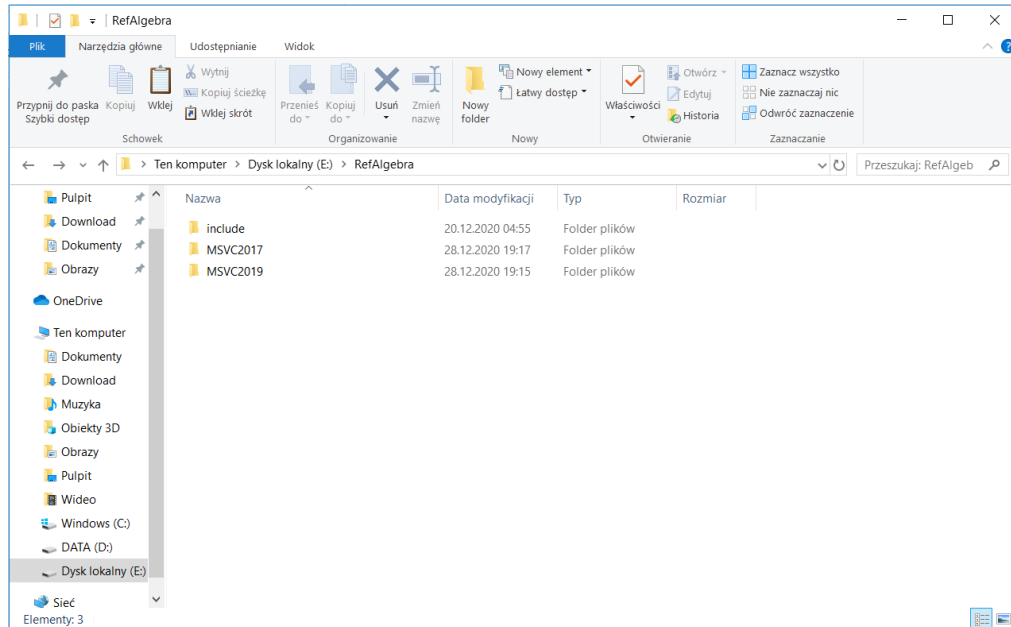 RefAlgebra
Plik Narzędzia główne Udostępnianie Widok
Przypnij do paska Szybki dostęp
Kopiuj
Wklej
Wytnij
Kopiuj ścieżkę
Wklej skrót
Schowek
Przenieś do
Kopiuj do
Usuń
Zmień nazwę
Organizowanie
Nowy folder
Nowy element
Łatwy dostęp
Nowy
Właściwości
Otwórz
Edytuj
Historia
Otwieranie
Zaznacz wszystko
Nie zaznaczaj nic
Odwróć zaznaczenie
Zaznaczanie
Ten komputer > Dysk lokalny (E:) > RefAlgebra
Przeszukaj: RefAlgeb
Pulpit
Download
Dokumenty
Obrazy
OneDrive
Ten komputer
Dokumenty
Download
Muzyka
Obiekty 3D
Obrazy
Pulpit
Wideo
Windows (C:)
DATA (D:)
Dysk lokalny (E:)
Sieć
Nazwa Data modyfikacji Typ Rozmiar
include 20.12.2020 04:55 Folder plików
MSVC2017 28.12.2020 19:17 Folder plików
MSVC2019 28.12.2020 19:15 Folder plików
Elementy: 3